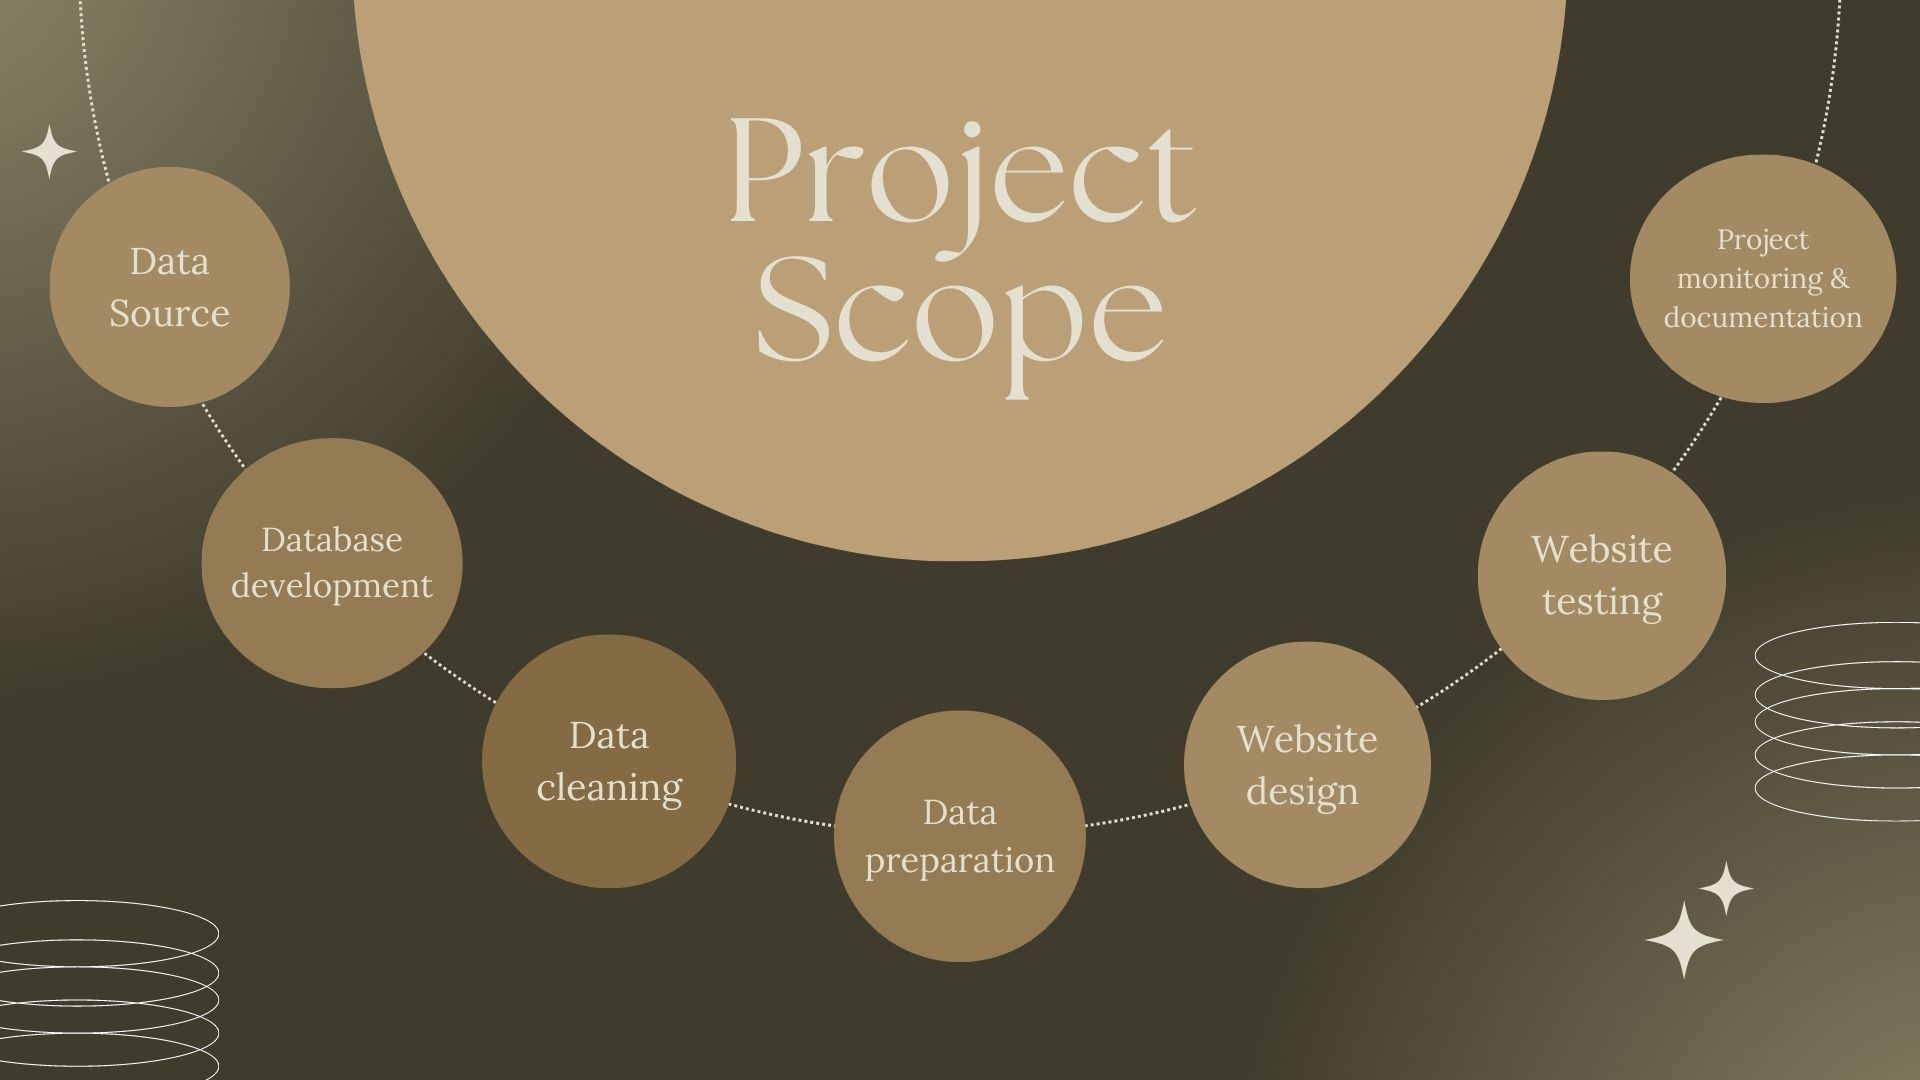 Project
Scope
Data
Source
Database
development
Data
cleaning
Data
preparation
Website
design
Website
testing
Project
monitoring &
documentation